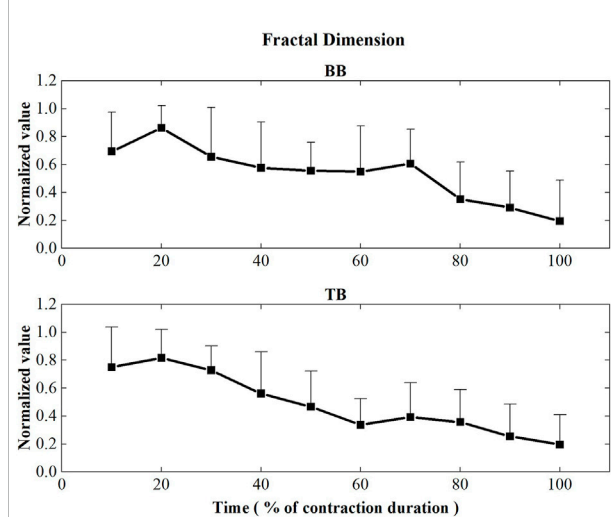 Fractal Dimension
BB
1.2
1.0
0.8
0.6
0.4
0.2
0.0
Normalized value
0 20 40 60 80 100
TB
1.2
1.0
0.8
0.6
0.4
0.2
0.0
Normalized value
0 20 40 60 80 100
Time ( % of contraction duration )